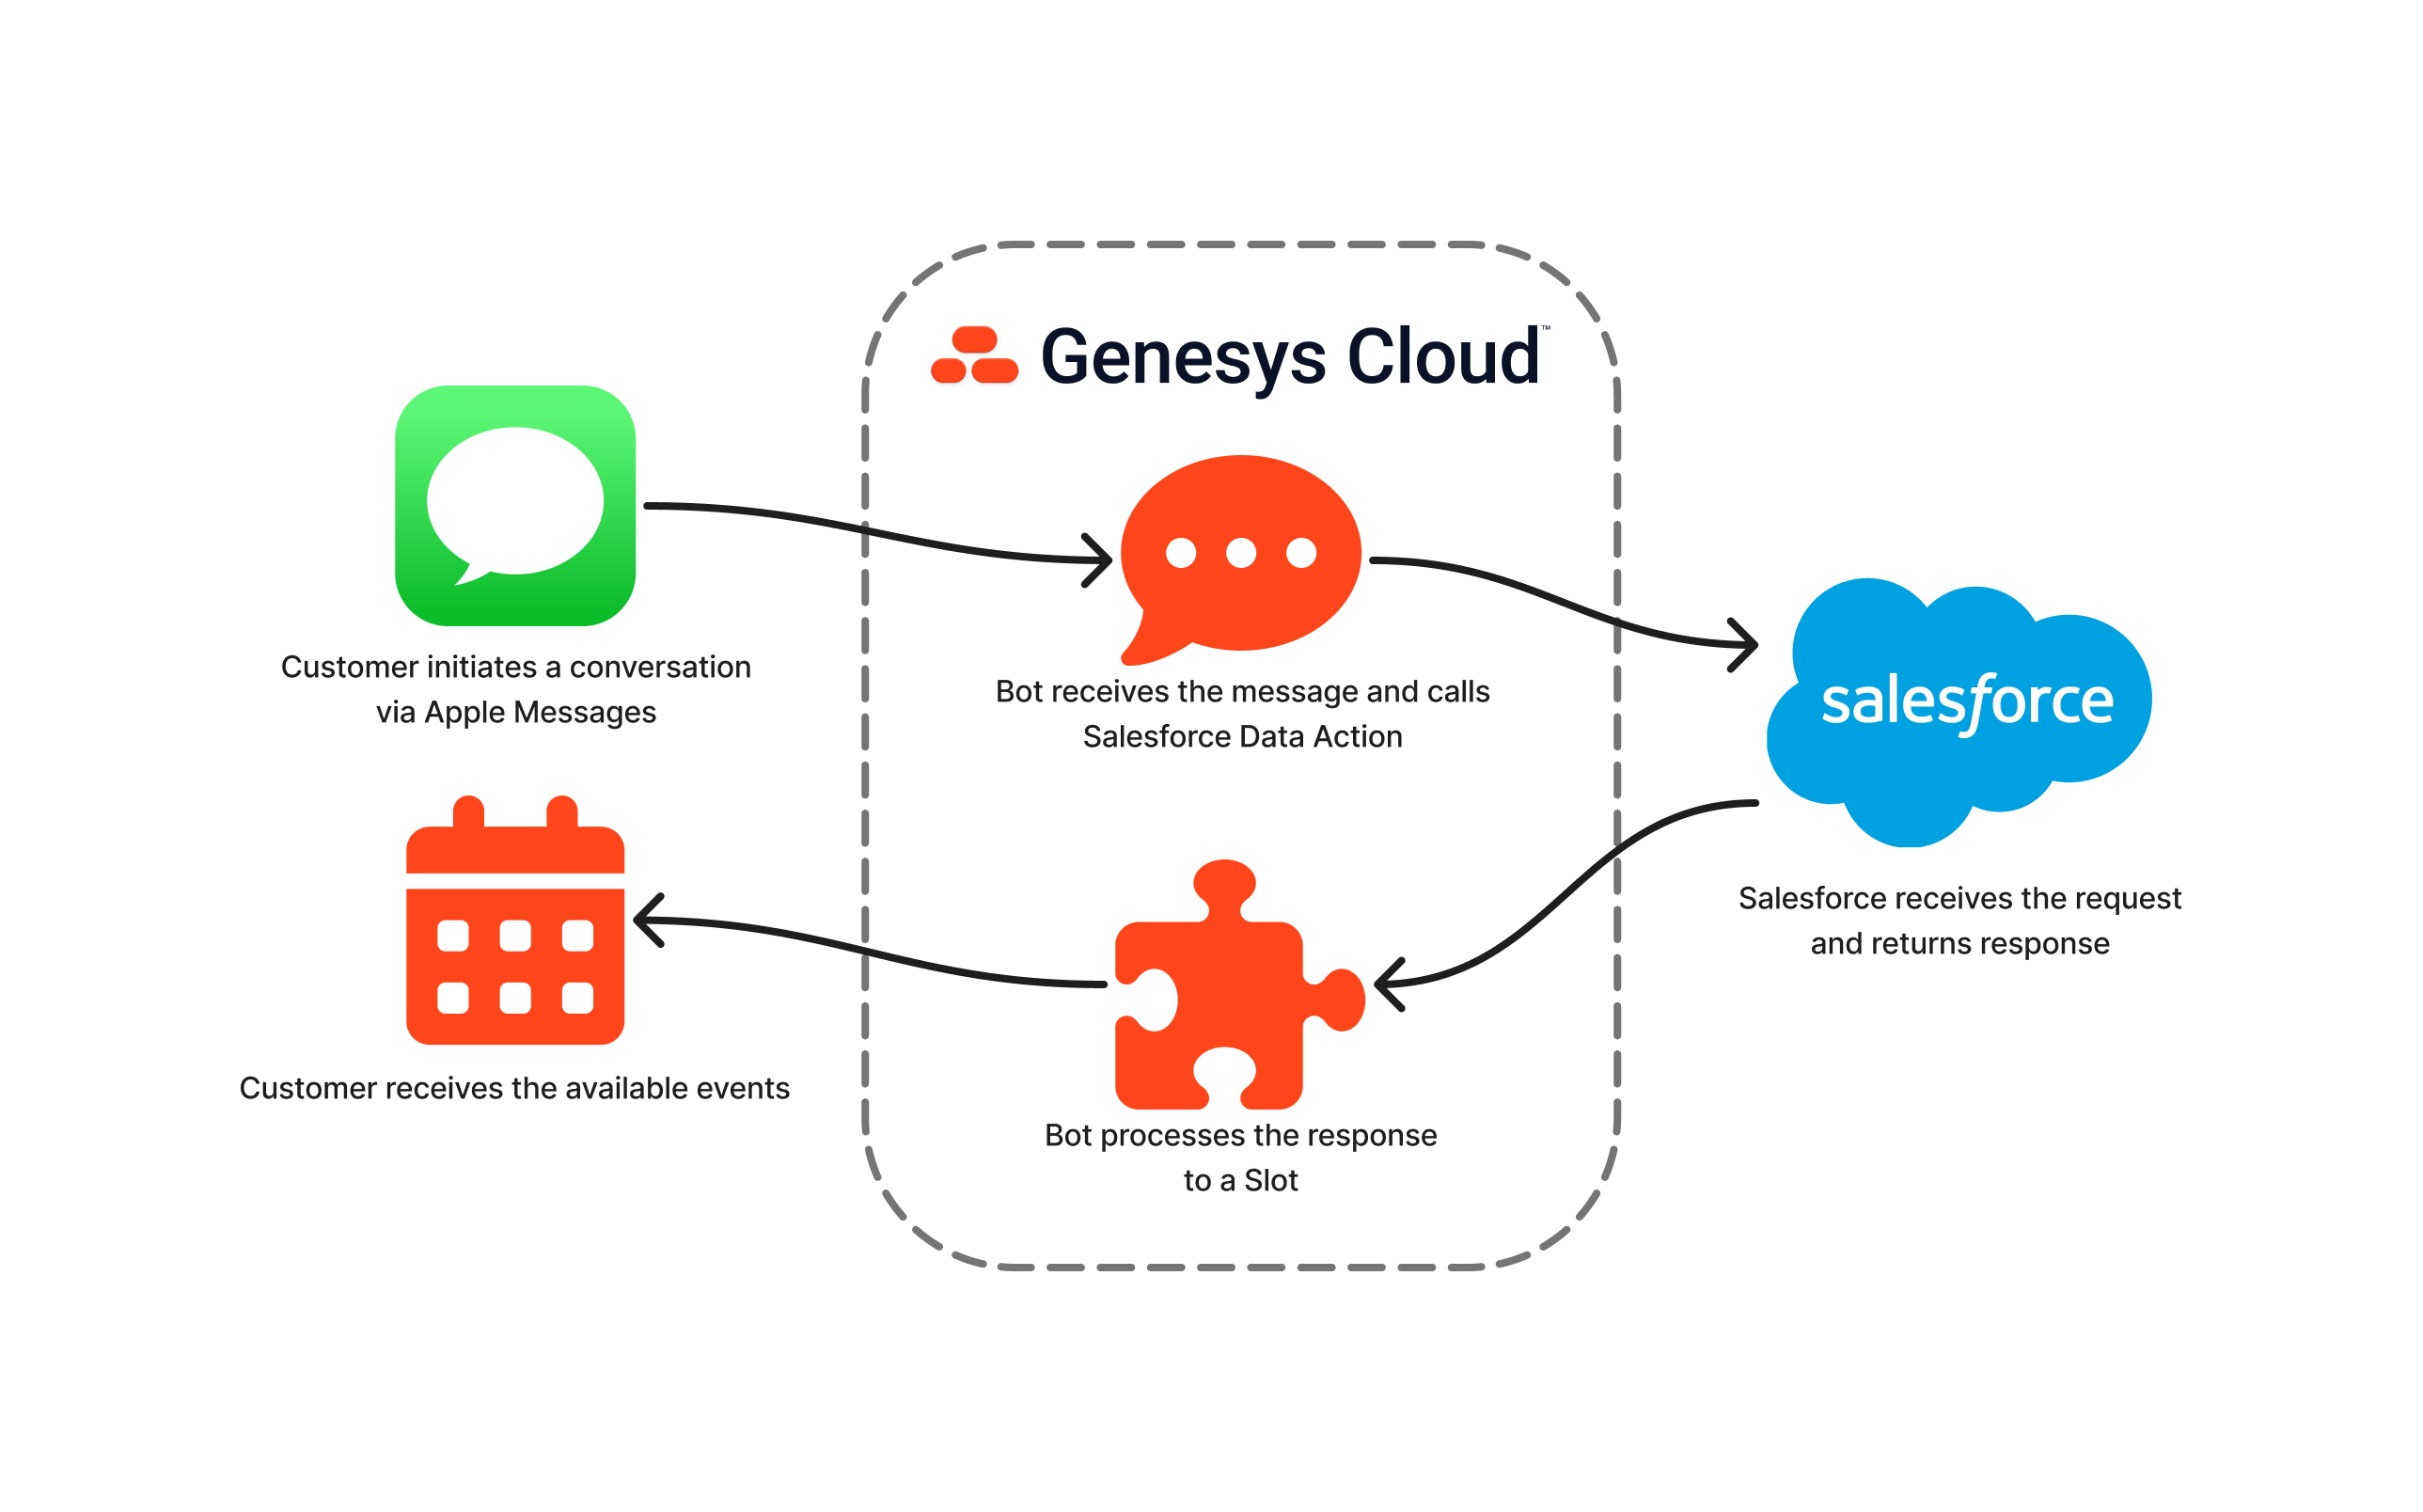 Genesys Cloud™
Customer initiates a conversation
via Apple Messages
Bot receives the message and calls
Salesforce Data Action
salesforce
Salesforce receives the request
and returns response
Bot processes the response
to a Slot
Customer receives the available events